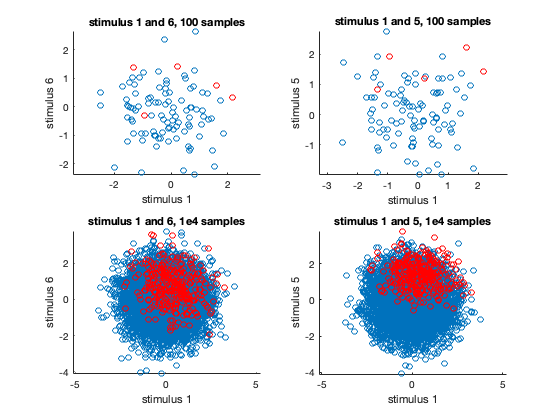 stimulus 1 and 6, 100 samples
stimulus 6
2
1
0
-1
-2
-2
0
2
stimulus 1
stimulus 1 and 5, 100 samples
stimulus 5
2
1
0
-1
-3
-2
-1
0
1
2
stimulus 1
stimulus 1 and 6, 1e4 samples
stimulus 6
2
0
-2
-4
-5
0
5
stimulus 1
stimulus 1 and 5, 1e4 samples
stimulus 5
2
0
-2
-4
-5
0
5
stimulus 1